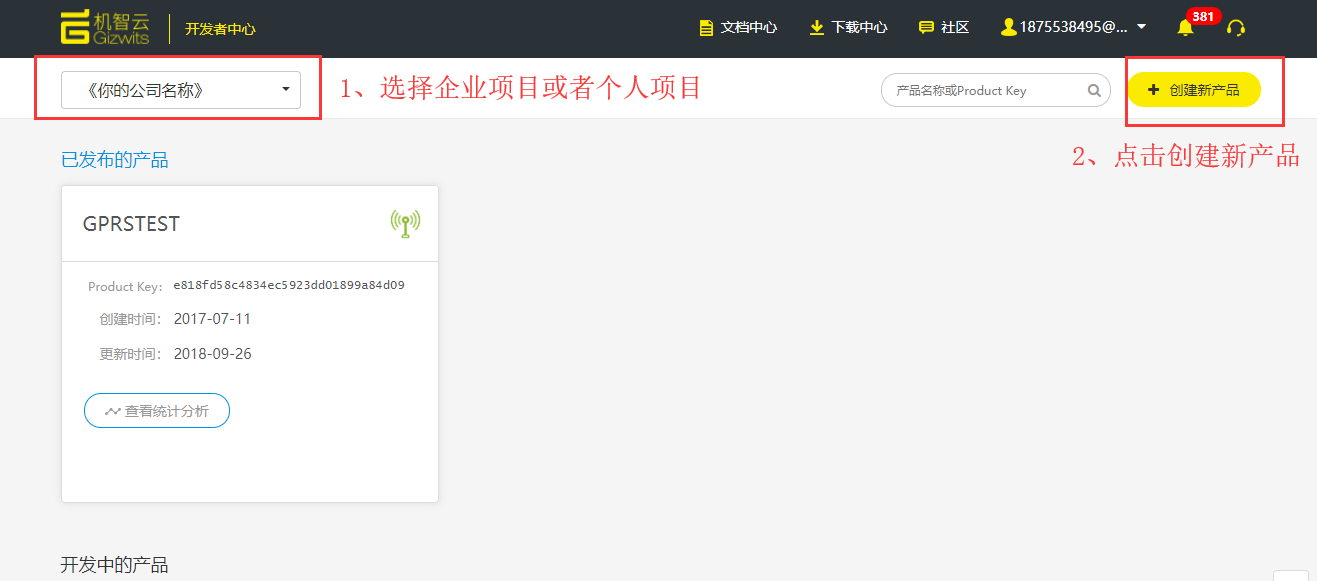 机智云
Gizwits
开发者中心
文档中心
下载中心
社区
1875538495@...
381
《你的公司名称》
1、选择企业项目或者个人项目
产品名称或Product Key
创建新产品
2、点击创建新产品
已发布的产品
GPRSTEST
Product Key: e818fd58c4834ec5923dd01899a84d09
创建时间: 2017-07-11
更新时间: 2018-09-26
查看统计分析
开发中的产品